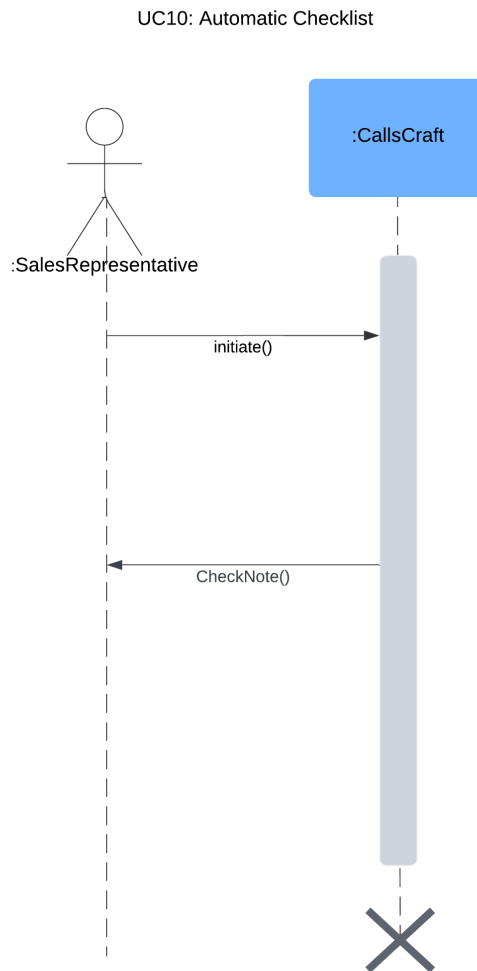 UC10: Automatic Checklist
:CallsCraft
:SalesRepresentative
initiate()
CheckNote()